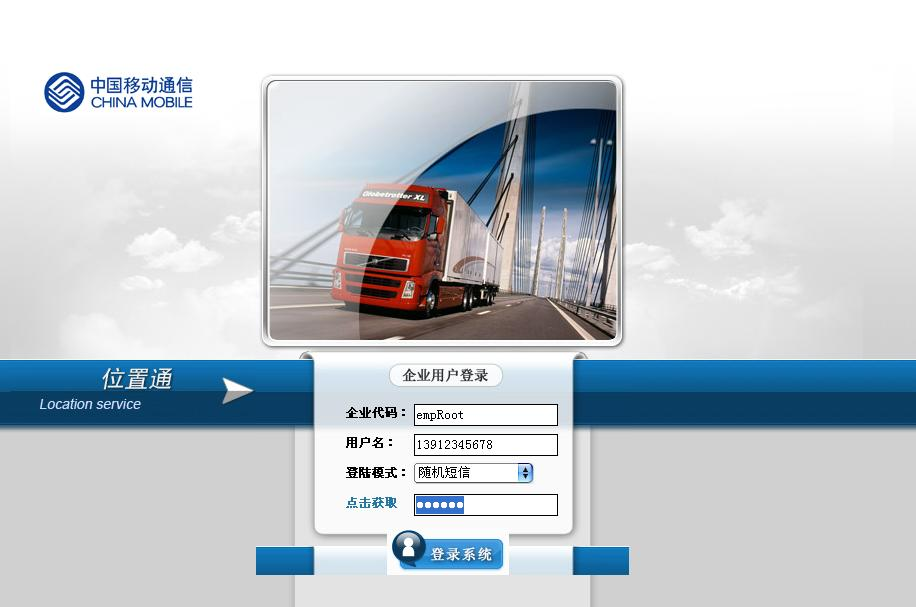 中国移动通信
CHINA MOBILE
Globetrotter XL
位置通
Location service
企业用户登录
企业代码： empRoot
用户名： 13912345678
登陆模式： 随机短信
点击获取 ●●●●●●
登录系统